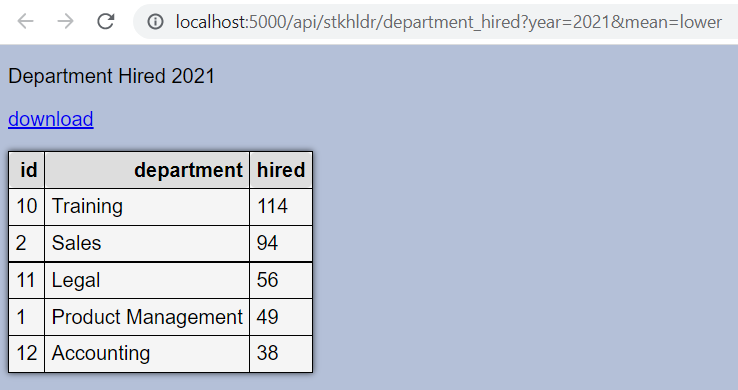 localhost:5000/api/stkhldr/department_hired?year=2021&mean=lower
Department Hired 2021
download
id department hired
10 Training 114
2 Sales 94
11 Legal 56
1 Product Management 49
12 Accounting 38